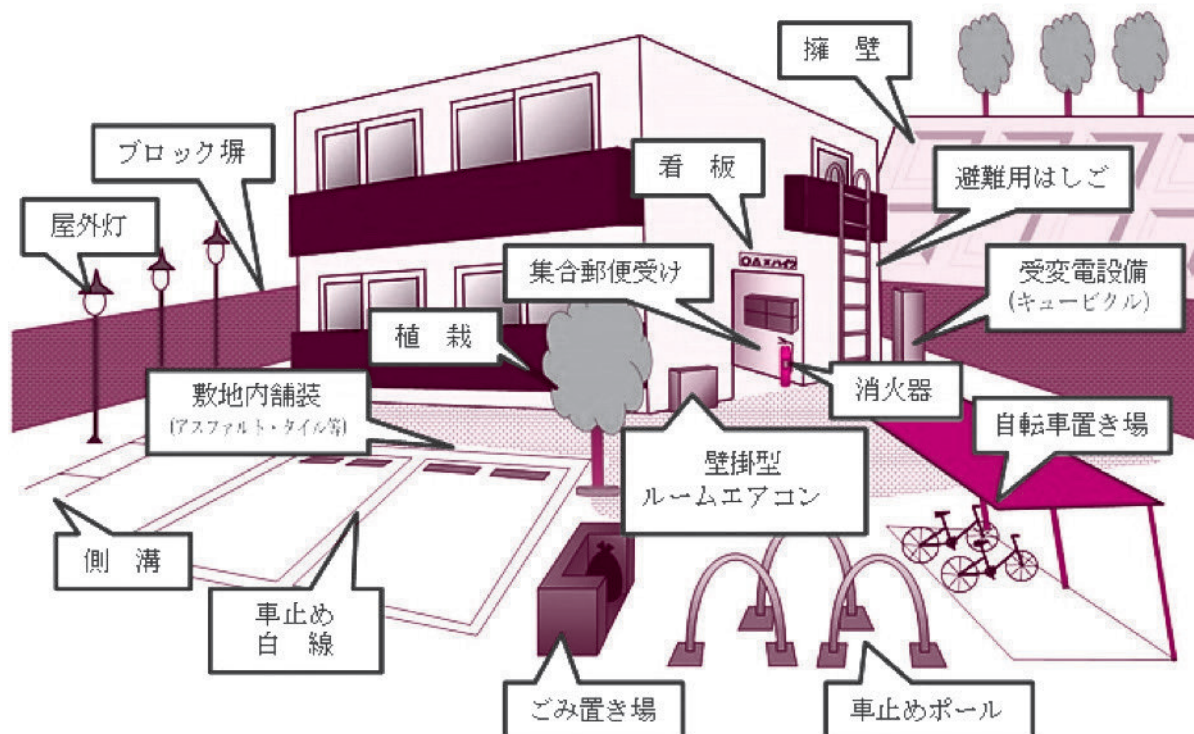 擁　壁
ブロック塀
看　板
避難用はしご
屋外灯
集合郵便受け
受変電設備
(キュービクル)
植　栽
敷地内舗装
(アスファルト・タイル等)
消火器
自転車置き場
壁掛型
ルームエアコン
側　溝
車止め
白　線
ごみ置き場
車止めポール